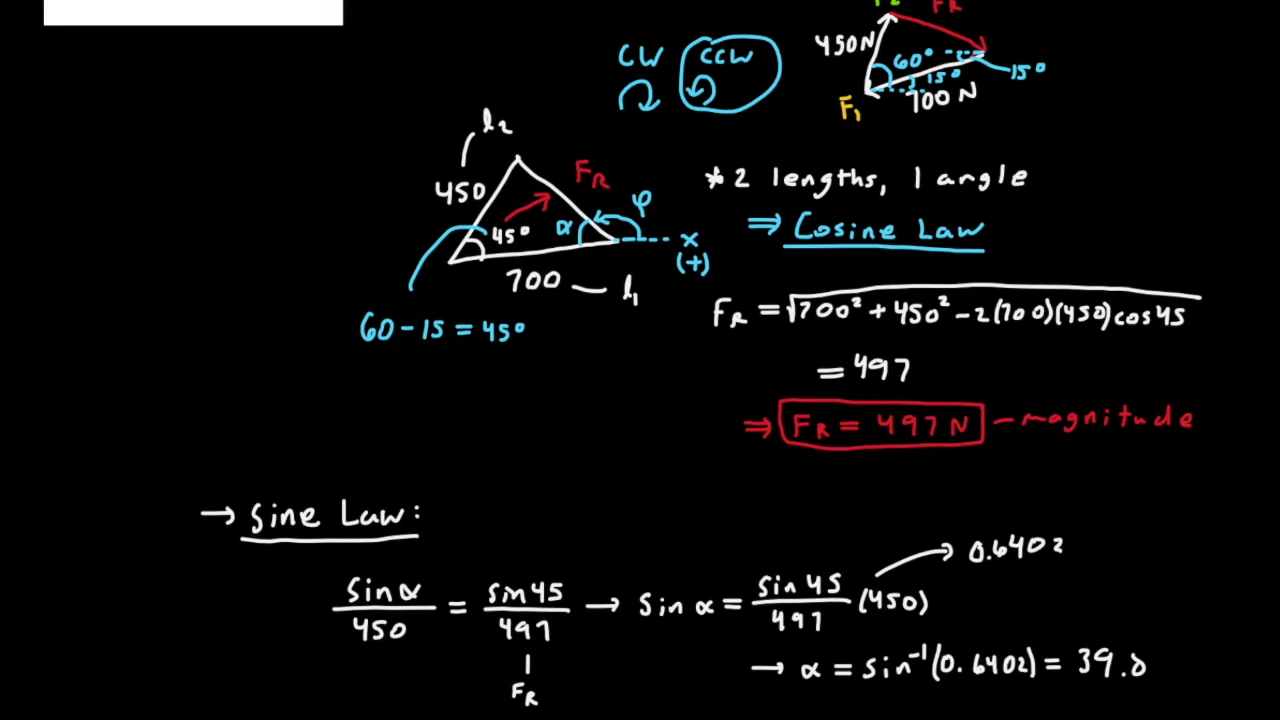 FR
CW CCW
450N
60°
15°
15°
700 N
F₁
l₂
450
FR
φ
45°
α
x
(+)
700 l₁
60 - 15 = 45°
* 2 lengths, 1 angle
⇒ Cosine Law
FR = √700² + 450² - 2(700)(450)cos45
= 497
⇒ FR = 497 N - magnitude
→ Sine Law:
sinα/450 = sin45/497 → sin α = sin45/497 (450)
0.6402
FR
→ α = sin⁻¹(0.6402) = 39.8